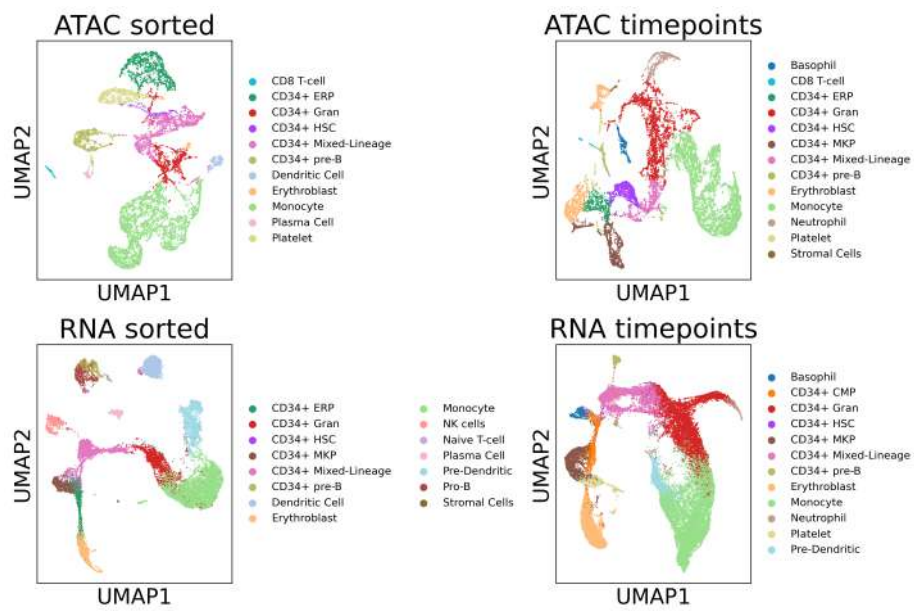 ATAC sorted
UMAP2
UMAP1
CD8 T-cell
CD34+ ERP
CD34+ Gran
CD34+ HSC
CD34+ Mixed-Lineage
CD34+ pre-B
Dendritic Cell
Erythroblast
Monocyte
Plasma Cell
Platelet
ATAC timepoints
UMAP2
UMAP1
Basophil
CD8 T-cell
CD34+ ERP
CD34+ Gran
CD34+ HSC
CD34+ MKP
CD34+ Mixed-Lineage
CD34+ pre-B
Erythroblast
Monocyte
Neutrophil
Platelet
Stromal Cells
RNA sorted
UMAP2
UMAP1
CD34+ ERP
CD34+ Gran
CD34+ HSC
CD34+ MKP
CD34+ Mixed-Lineage
CD34+ pre-B
Dendritic Cell
Erythroblast
Monocyte
NK cells
Naive T-cell
Plasma Cell
Pre-Dendritic
Pro-B
Stromal Cells
RNA timepoints
UMAP2
UMAP1
Basophil
CD34+ CMP
CD34+ Gran
CD34+ HSC
CD34+ MKP
CD34+ Mixed-Lineage
CD34+ pre-B
Erythroblast
Monocyte
Neutrophil
Platelet
Pre-Dendritic